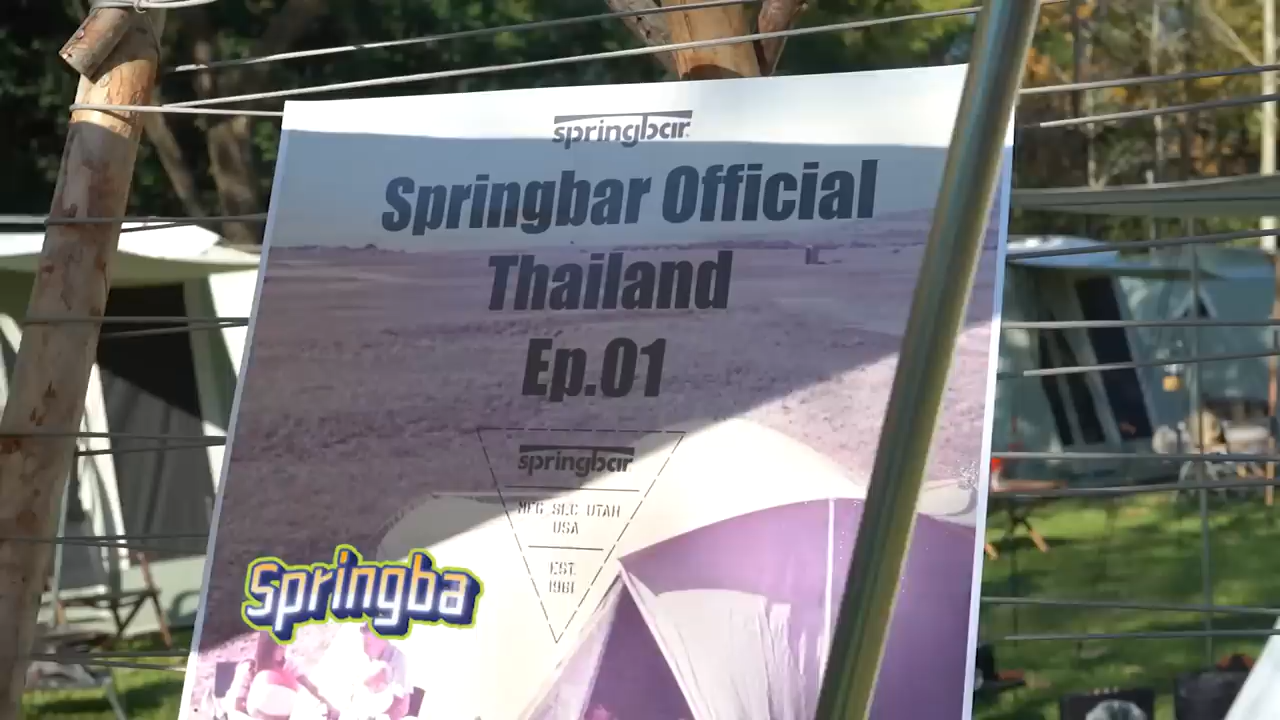 springbar
Springbar Official
Thailand
Ep.01
springbar
MFG SLC UTAH
USA
EST.
1961
Springba